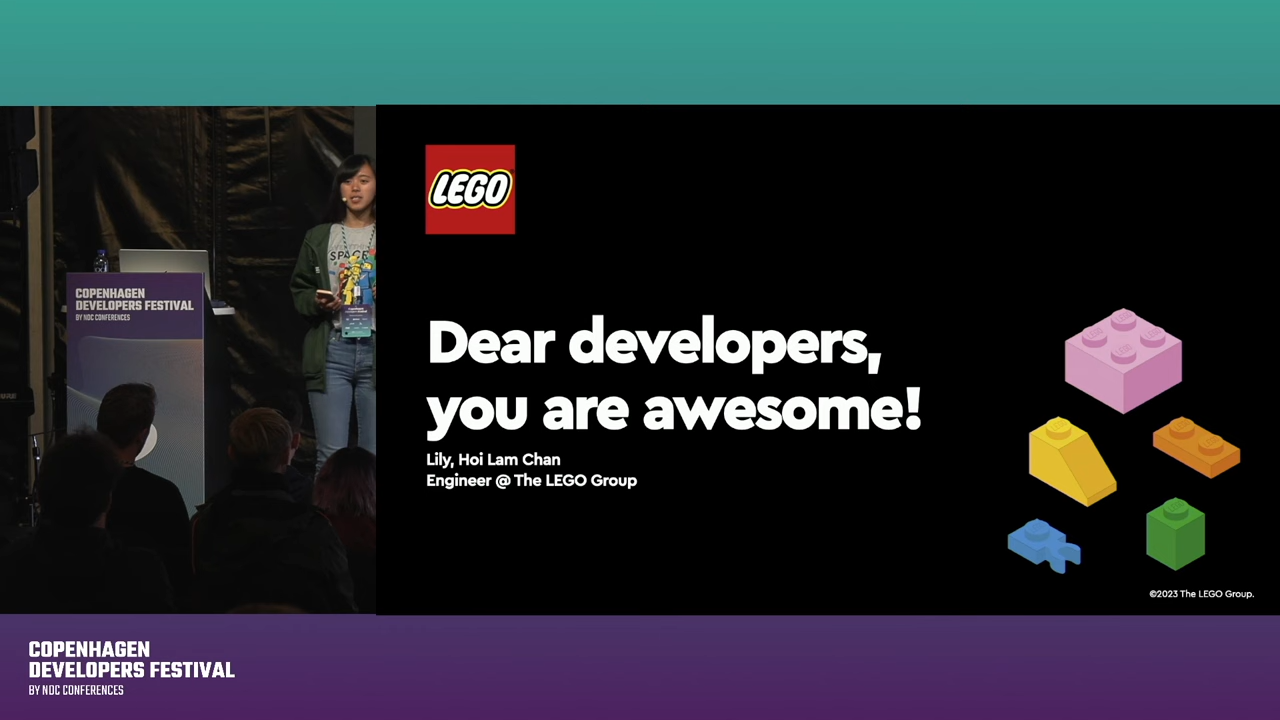 LEGO
Dear developers,
you are awesome!
Lily, Hoi Lam Chan
Engineer @ The LEGO Group
©2023 The LEGO Group.
SPACE
COPENHAGEN
DEVELOPERS FESTIVAL
BY NDC CONFERENCES
COPENHAGEN
DEVELOPERS FESTIVAL
BY NDC CONFERENCES